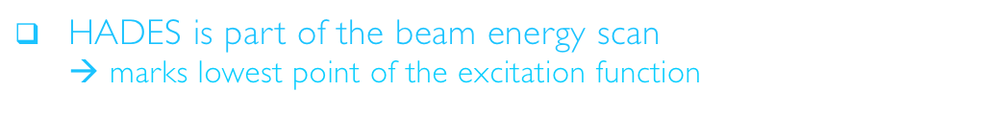 ❑ HADES is part of the beam energy scan
→ marks lowest point of the excitation function